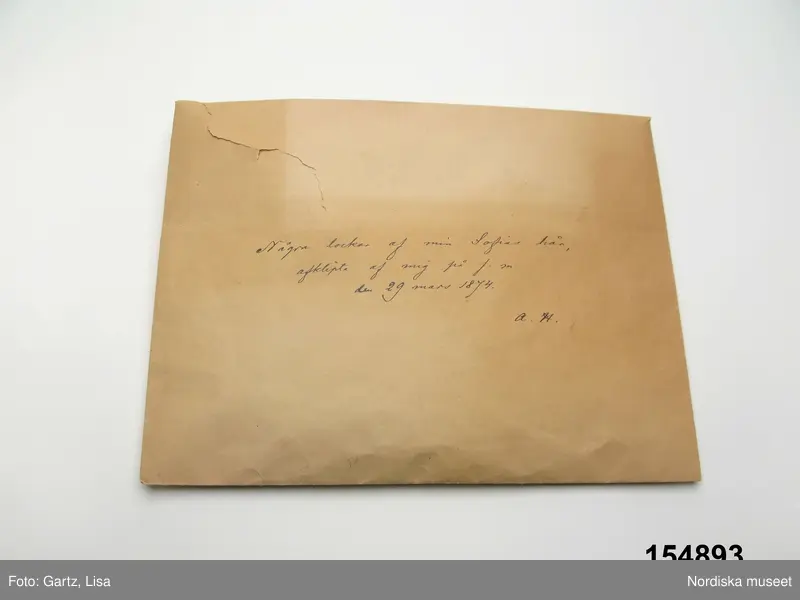 Några lockar af min Sofias hår,
afklipta af mig på f. m
den 29 mars 1874.
A. H.
154893
Foto: Gartz, Lisa
Nordiska museet